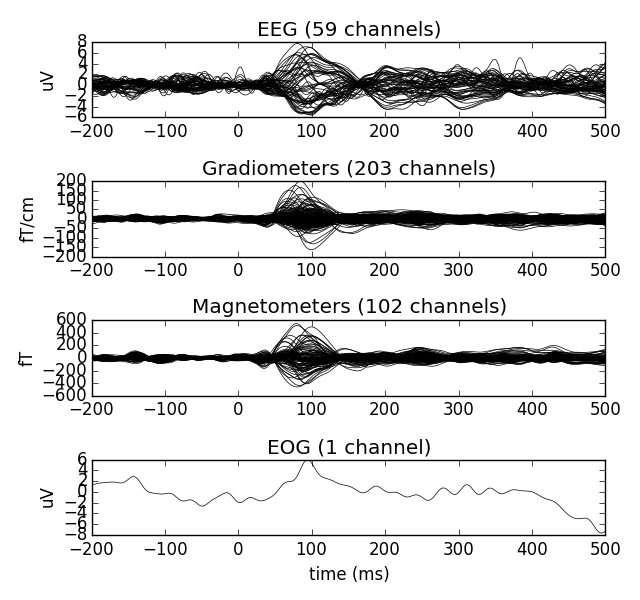 EEG (59 channels)
8
6
4
2
0
−2
−4
−6
uV
−200 −100 0 100 200 300 400 500
Gradiometers (203 channels)
200
150
100
50
0
−50
−100
−150
−200
fT/cm
−200 −100 0 100 200 300 400 500
Magnetometers (102 channels)
600
400
200
0
−200
−400
−600
fT
−200 −100 0 100 200 300 400 500
EOG (1 channel)
6
4
2
0
−2
−4
−6
−8
uV
−200 −100 0 100 200 300 400 500
time (ms)